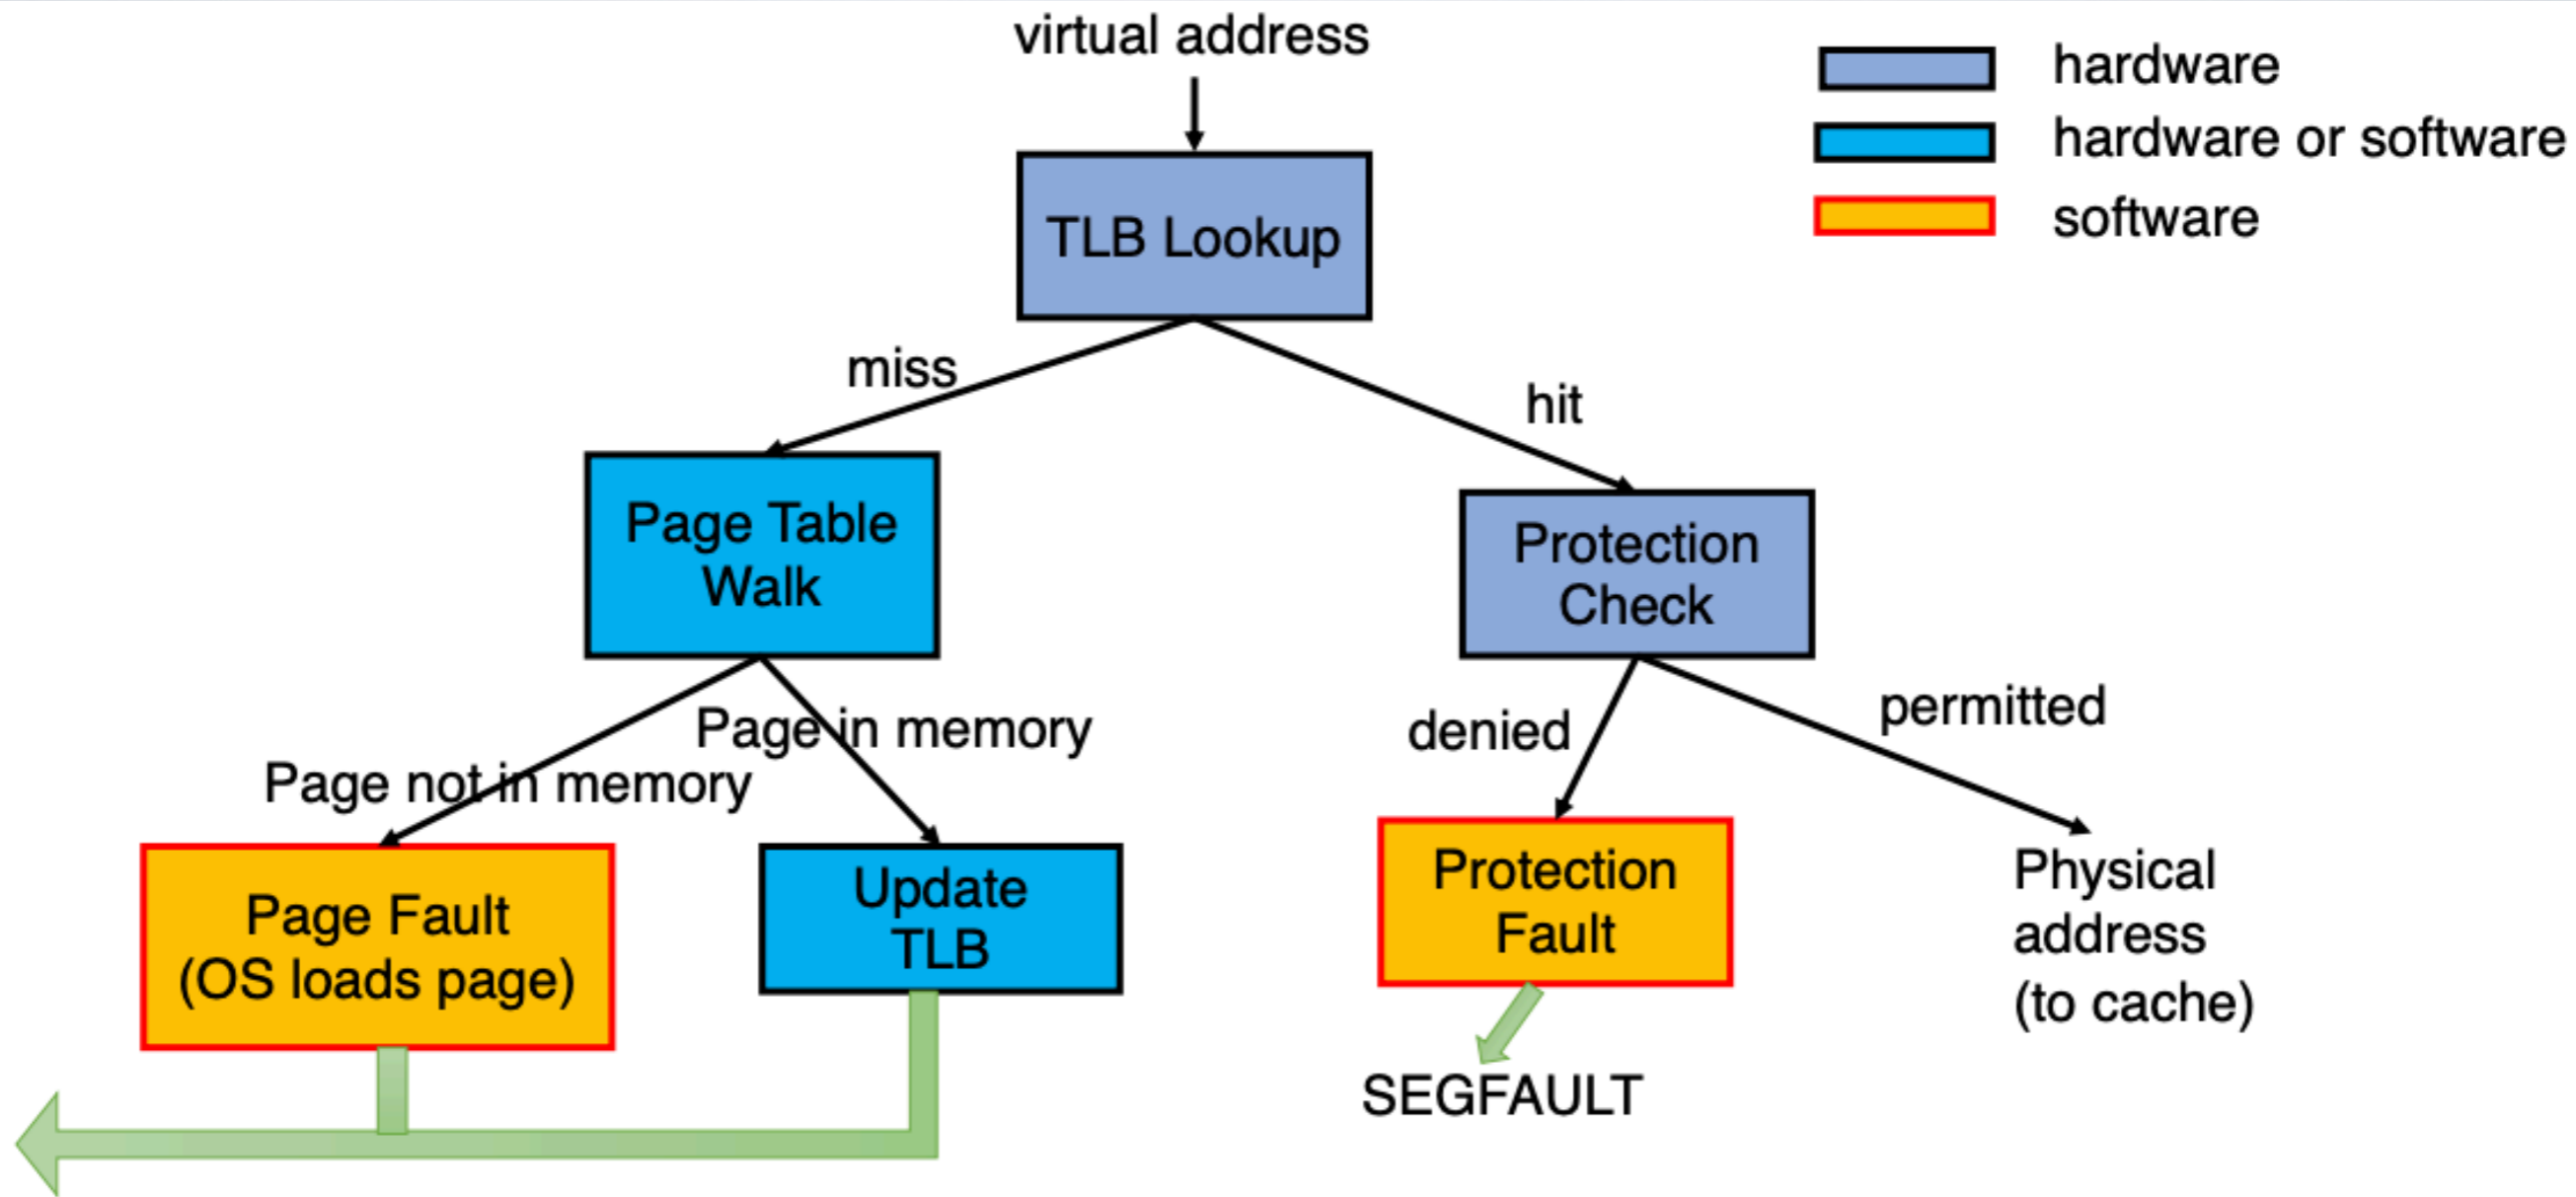 virtual address
hardware
hardware or software
software
TLB Lookup
miss
hit
Page Table
Walk
Protection
Check
Page in memory
Page not in memory
denied
permitted
Page Fault
(OS loads page)
Update
TLB
Protection
Fault
Physical
address
(to cache)
SEGFAULT